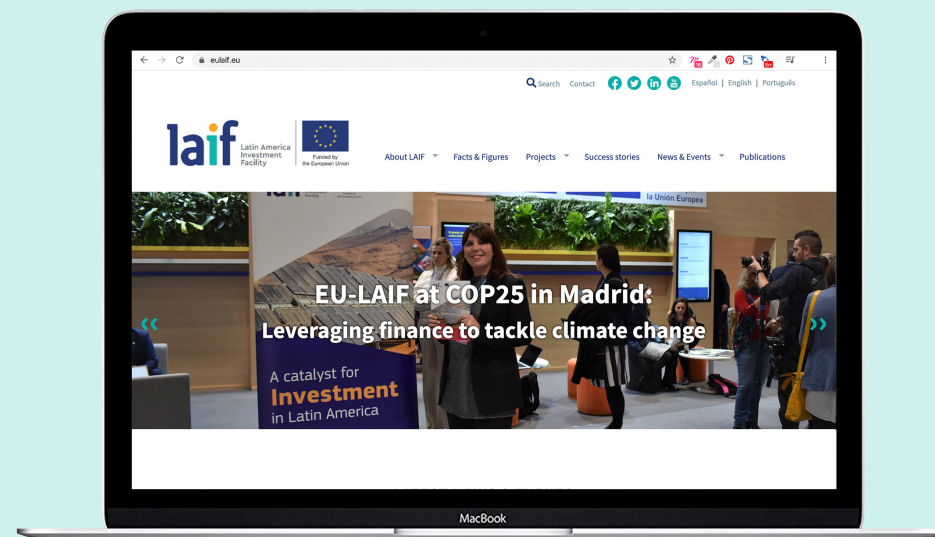 eulaif.eu
Search Contact Español | English | Português
laif Latin America
Investment
Facility
Funded by
the European Union
About LAIF Facts & Figures Projects Success stories News & Events Publications
la Unión Europea
EU-LAIF at COP25 in Madrid:
Leveraging finance to tackle climate change
A catalyst for
Investment
in Latin America
MacBook